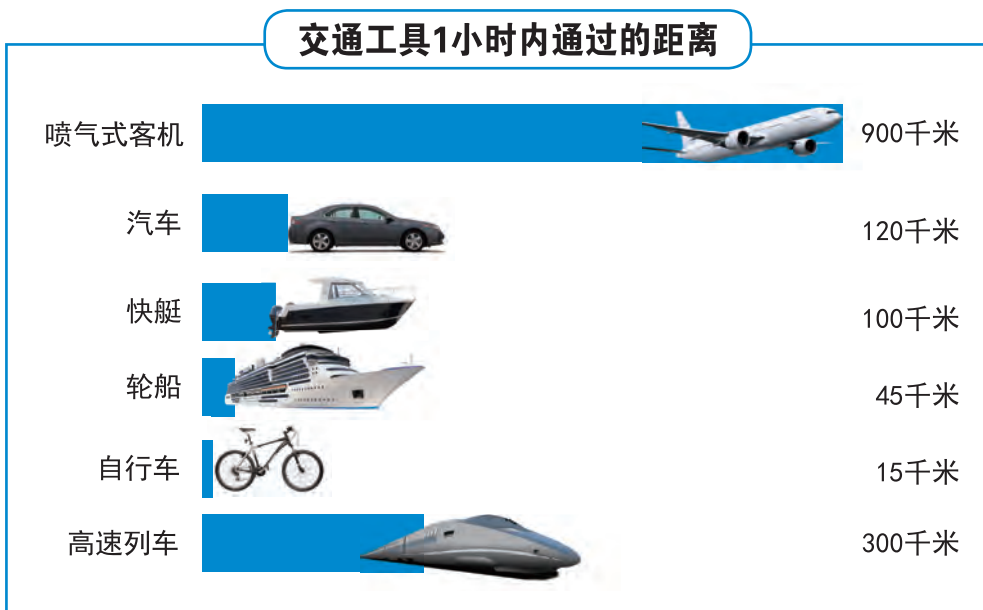 交通工具1小时内通过的距离
喷气式客机 900千米
汽车 120千米
快艇 100千米
轮船 45千米
自行车 15千米
高速列车 300千米